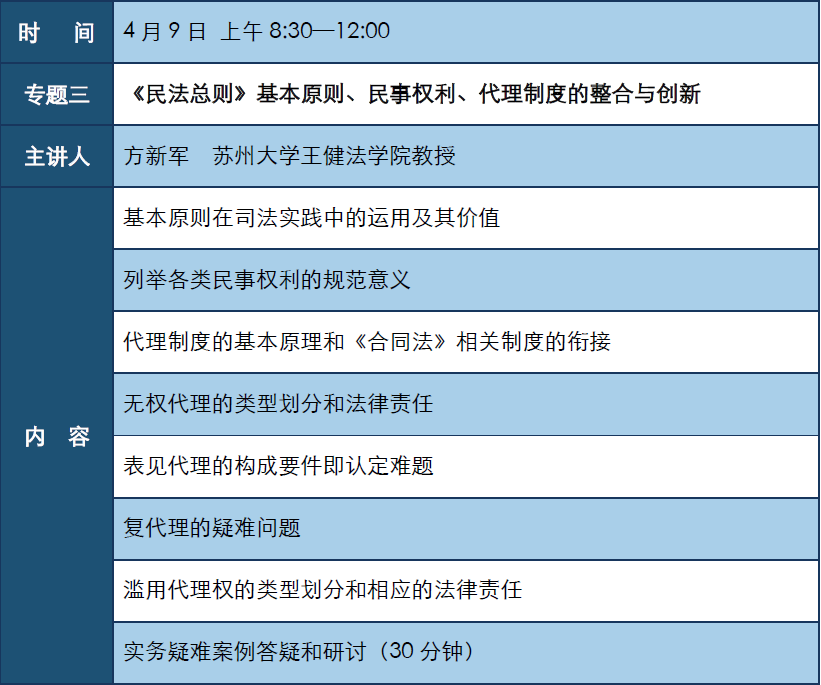 时 间 4月9日 上午8:30—12:00
专题三 《民法总则》基本原则、民事权利、代理制度的整合与创新
主讲人 方新军 苏州大学王健法学院教授
内 容
基本原则在司法实践中的运用及其价值
列举各类民事权利的规范意义
代理制度的基本原理和《合同法》相关制度的衔接
无权代理的类型划分和法律责任
表见代理的构成要件即认定难题
复代理的疑难问题
滥用代理权的类型划分和相应的法律责任
实务疑难案例答疑和研讨（30分钟）